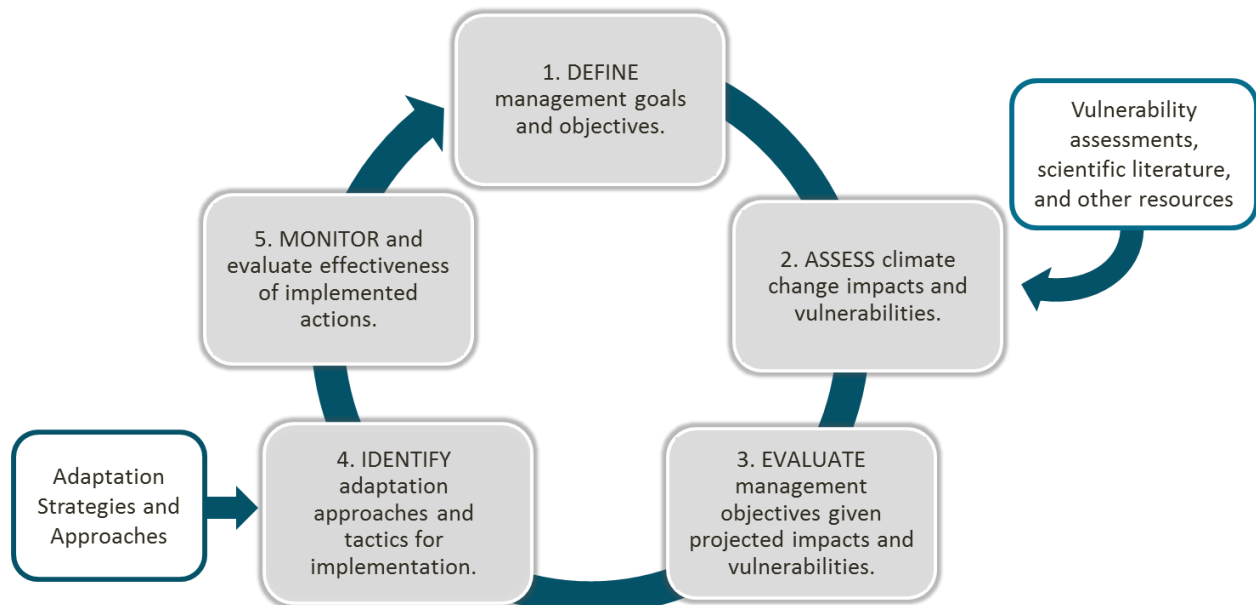 1. DEFINE
management goals
and objectives.
Vulnerability
assessments,
scientific literature,
and other resources
2. ASSESS climate
change impacts and
vulnerabilities.
3. EVALUATE
management
objectives given
projected impacts and
vulnerabilities.
4. IDENTIFY
adaptation
approaches and
tactics for
implementation.
Adaptation
Strategies and
Approaches
5. MONITOR and
evaluate effectiveness
of implemented
actions.